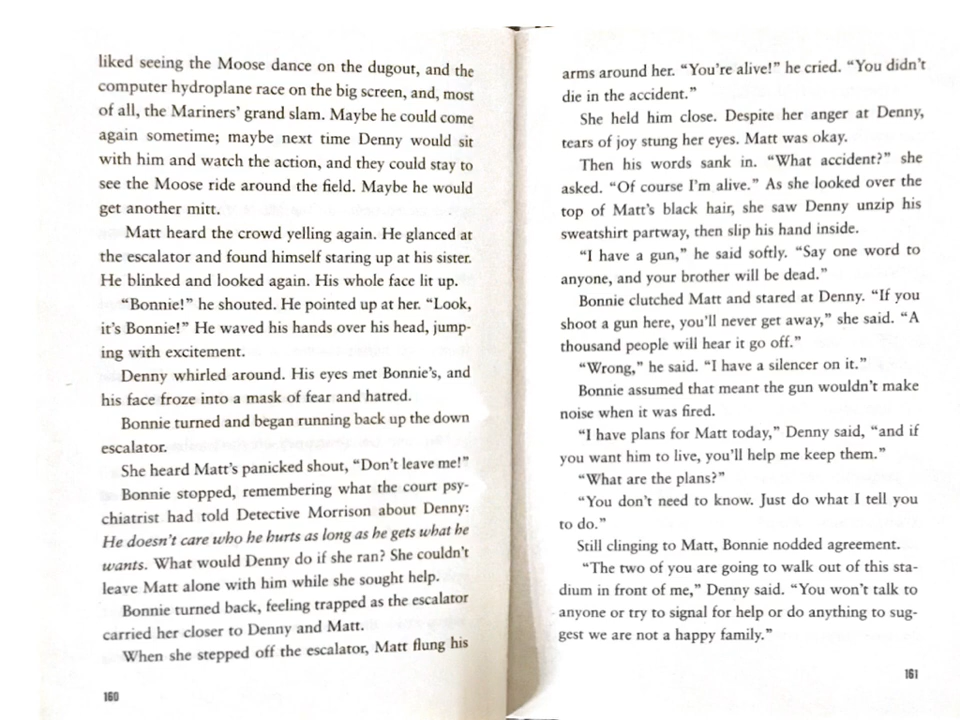 liked seeing the Moose dance on the dugout, and the
computer hydroplane race on the big screen, and, most
of all, the Mariners' grand slam. Maybe he could come
again sometime; maybe next time Denny would sit
with him and watch the action, and they could stay to
see the Moose ride around the field. Maybe he would
get another mitt.
Matt heard the crowd yelling again. He glanced at
the escalator and found himself staring up at his sister.
He blinked and looked again. His whole face lit up.
“Bonnie!” he shouted. He pointed up at her. “Look,
it's Bonnie!” He waved his hands over his head, jump-
ing with excitement.
Denny whirled around. His eyes met Bonnie's, and
his face froze into a mask of fear and hatred.
Bonnie turned and began running back up the down
escalator.
She heard Matt's panicked shout, “Don't leave me!”
Bonnie stopped, remembering what the court psy-
chiatrist had told Detective Morrison about Denny:
He doesn't care who he hurts as long as he gets what he
wants. What would Denny do if she ran? She couldn't
leave Matt alone with him while she sought help.
Bonnie turned back, feeling trapped as the escalator
carried her closer to Denny and Matt.
When she stepped off the escalator, Matt flung his
160
arms around her. “You're alive!” he cried. “You didn't
die in the accident.”
She held him close. Despite her anger at Denny,
tears of joy stung her eyes. Matt was okay.
Then his words sank in. “What accident?” she
asked. “Of course I'm alive.” As she looked over the
top of Matt's black hair, she saw Denny unzip his
sweatshirt partway, then slip his hand inside.
“I have a gun,” he said softly. “Say one word to
anyone, and your brother will be dead.”
Bonnie clutched Matt and stared at Denny. “If you
shoot a gun here, you'll never get away,” she said. “A
thousand people will hear it go off.”
“Wrong,” he said. “I have a silencer on it.”
Bonnie assumed that meant the gun wouldn't make
noise when it was fired.
“I have plans for Matt today,” Denny said, “and if
you want him to live, you'll help me keep them.”
“What are the plans?”
“You don't need to know. Just do what I tell you
to do.”
Still clinging to Matt, Bonnie nodded agreement.
“The two of you are going to walk out of this sta-
dium in front of me,” Denny said. “You won't talk to
anyone or try to signal for help or do anything to sug-
gest we are not a happy family.”
161